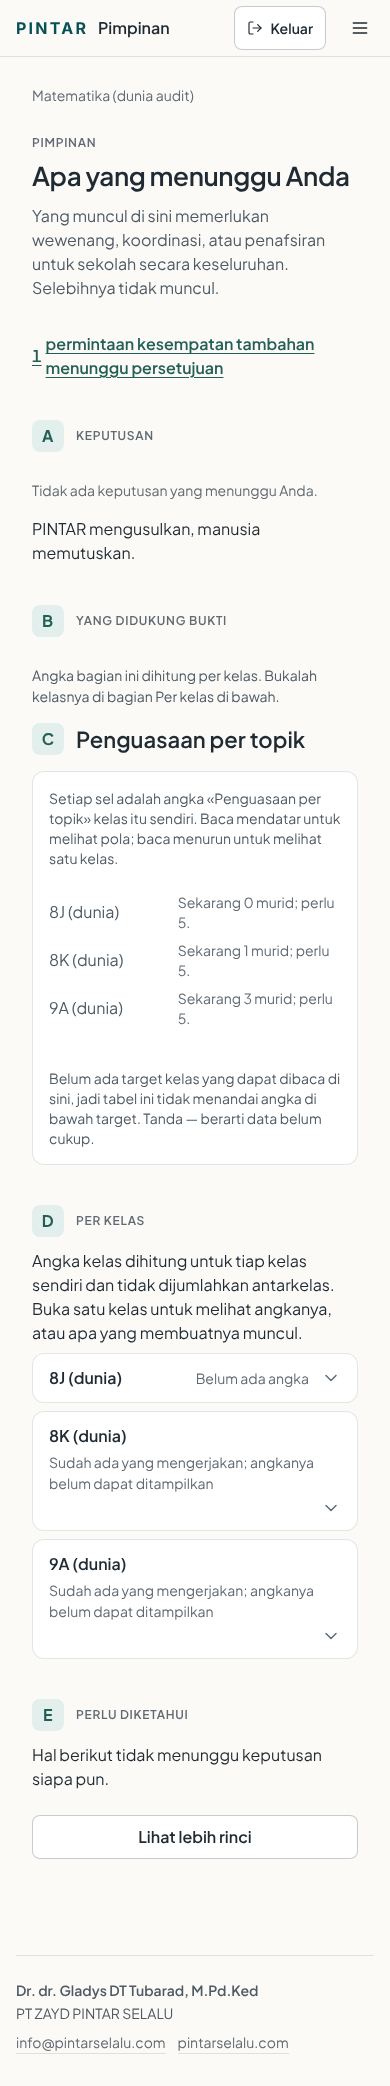 PINTAR Pimpinan Keluar
Matematika (dunia audit)
PIMPINAN
Apa yang menunggu Anda
Yang muncul di sini memerlukan
wewenang, koordinasi, atau penafsiran
untuk sekolah secara keseluruhan.
Selebihnya tidak muncul.
1 permintaan kesempatan tambahan
menunggu persetujuan
A KEPUTUSAN
Tidak ada keputusan yang menunggu Anda.
PINTAR mengusulkan, manusia
memutuskan.
B YANG DIDUKUNG BUKTI
Angka bagian ini dihitung per kelas. Bukalah
kelasnya di bagian Per kelas di bawah.
C Penguasaan per topik
Setiap sel adalah angka «Penguasaan per
topik» kelas itu sendiri. Baca mendatar untuk
melihat pola; baca menurun untuk melihat
satu kelas.
8J (dunia) Sekarang 0 murid; perlu
5.
8K (dunia) Sekarang 1 murid; perlu
5.
9A (dunia) Sekarang 3 murid; perlu
5.
Belum ada target kelas yang dapat dibaca di
sini, jadi tabel ini tidak menandai angka di
bawah target. Tanda — berarti data belum
cukup.
D PER KELAS
Angka kelas dihitung untuk tiap kelas
sendiri dan tidak dijumlahkan antarkelas.
Buka satu kelas untuk melihat angkanya,
atau apa yang membuatnya muncul.
8J (dunia) Belum ada angka
8K (dunia)
Sudah ada yang mengerjakan; angkanya
belum dapat ditampilkan
9A (dunia)
Sudah ada yang mengerjakan; angkanya
belum dapat ditampilkan
E PERLU DIKETAHUI
Hal berikut tidak menunggu keputusan
siapa pun.
Lihat lebih rinci
Dr. dr. Gladys DT Tubarad, M.Pd.Ked
PT ZAYD PINTAR SELALU
info@pintarselalu.com pintarselalu.com